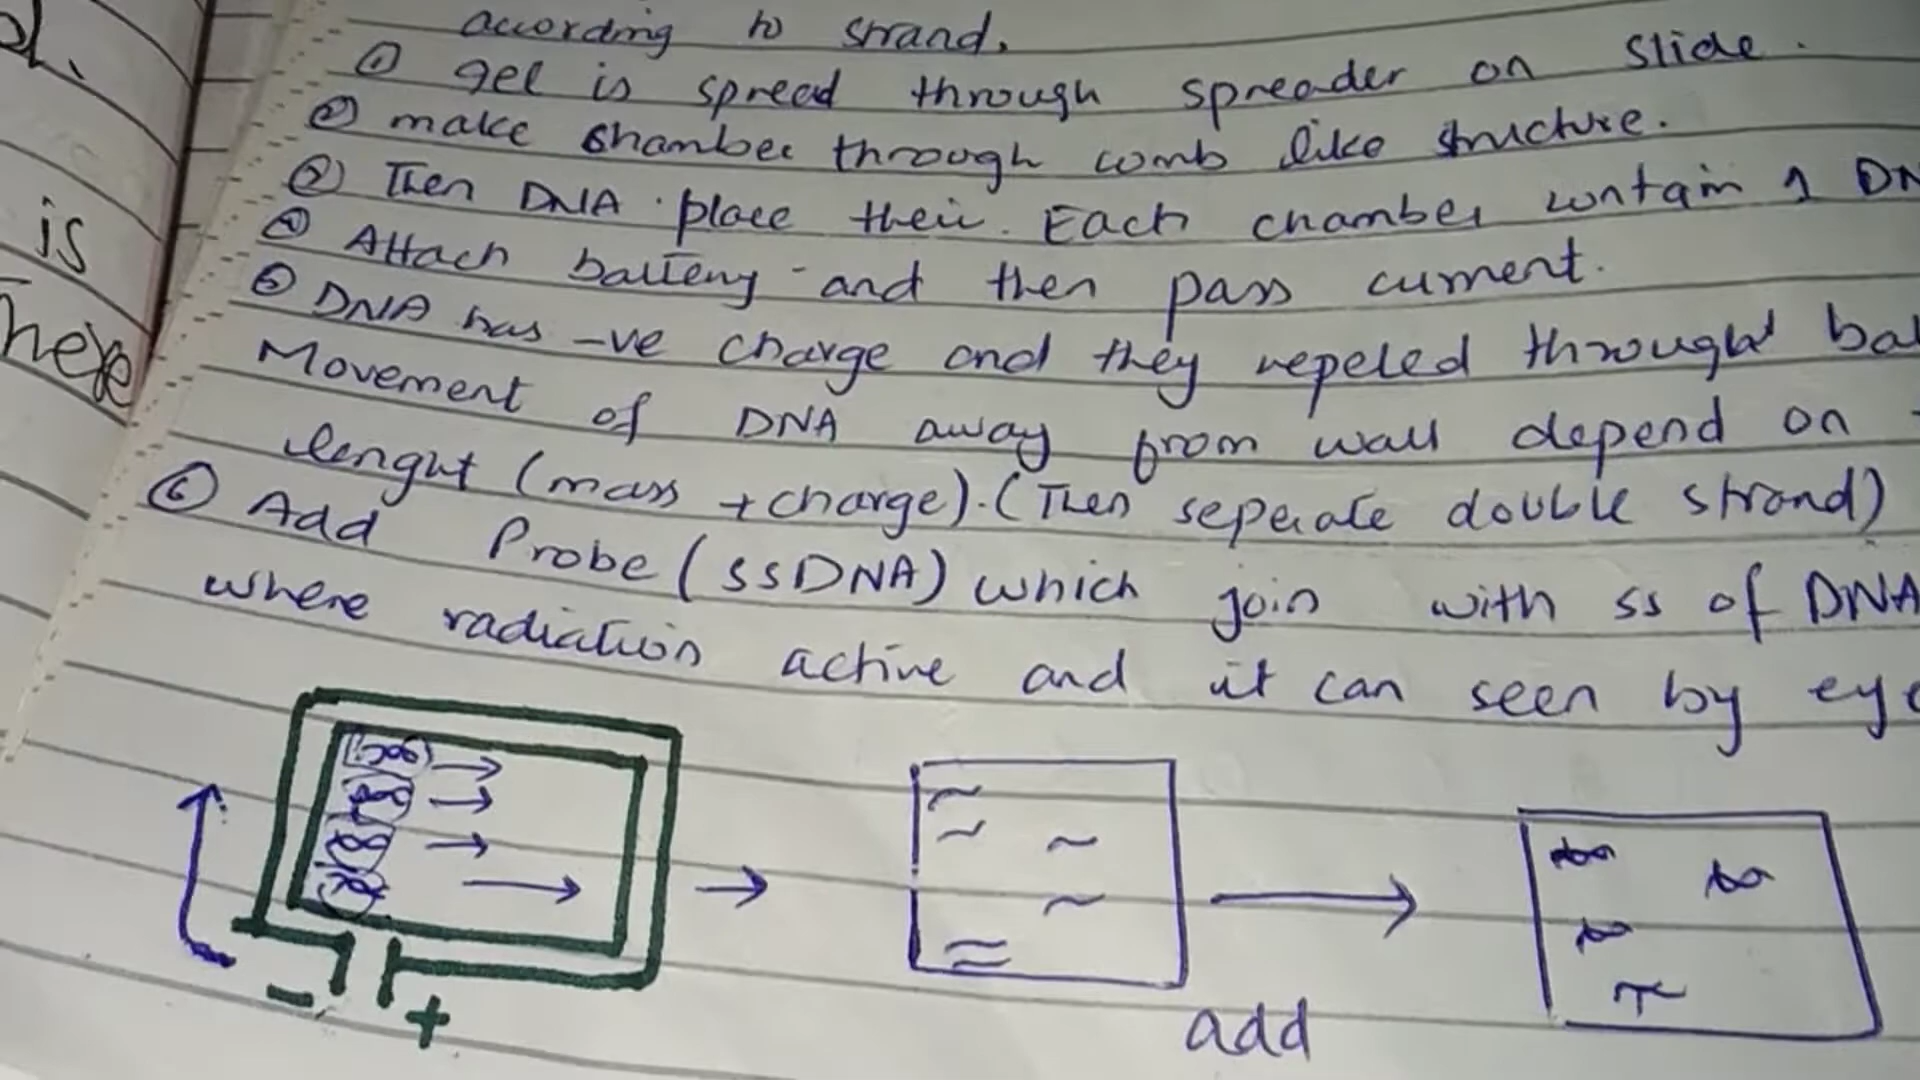 ol.
is
These
according to strand.
① gel is spread through spreader on slide.
② make chamber through comb like structure.
③ Then DNA place their. Each chamber contain 1 DN
④ Attach battery and then pass current.
⑤ DNA has -ve charge and they repeled through bat
Movement of DNA away from wall depend on
lenght (mass + charge). (Then seperate double strand)
⑥ Add Probe (ssDNA) which join with ss of DNA
where radiation active and it can seen by eye
- +
add